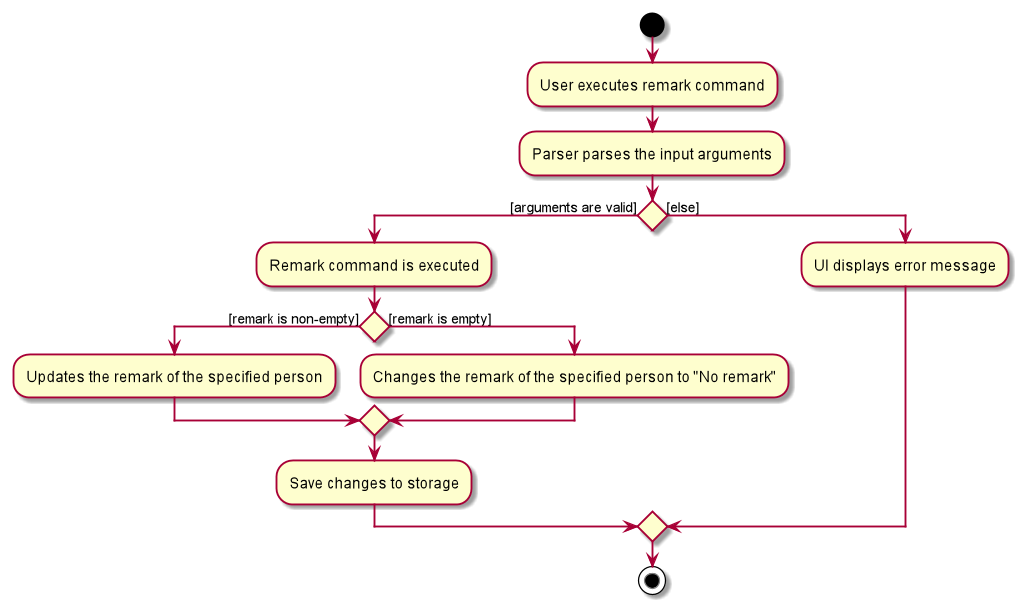 User executes remark command
Parser parses the input arguments
[arguments are valid]
[else]
Remark command is executed
UI displays error message
[remark is non-empty]
[remark is empty]
Updates the remark of the specified person
Changes the remark of the specified person to "No remark"
Save changes to storage